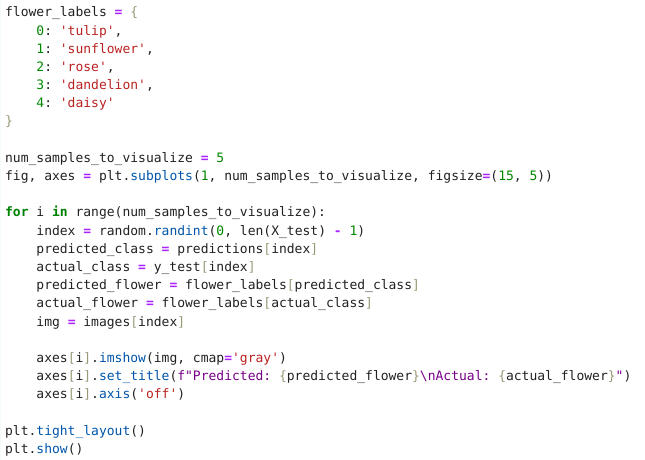 flower_labels = {
    0: 'tulip',
    1: 'sunflower',
    2: 'rose',
    3: 'dandelion',
    4: 'daisy'
}

num_samples_to_visualize = 5
fig, axes = plt.subplots(1, num_samples_to_visualize, figsize=(15, 5))

for i in range(num_samples_to_visualize):
    index = random.randint(0, len(X_test) - 1)
    predicted_class = predictions[index]
    actual_class = y_test[index]
    predicted_flower = flower_labels[predicted_class]
    actual_flower = flower_labels[actual_class]
    img = images[index]

    axes[i].imshow(img, cmap='gray')
    axes[i].set_title(f"Predicted: {predicted_flower}\nActual: {actual_flower}")
    axes[i].axis('off')

plt.tight_layout()
plt.show()